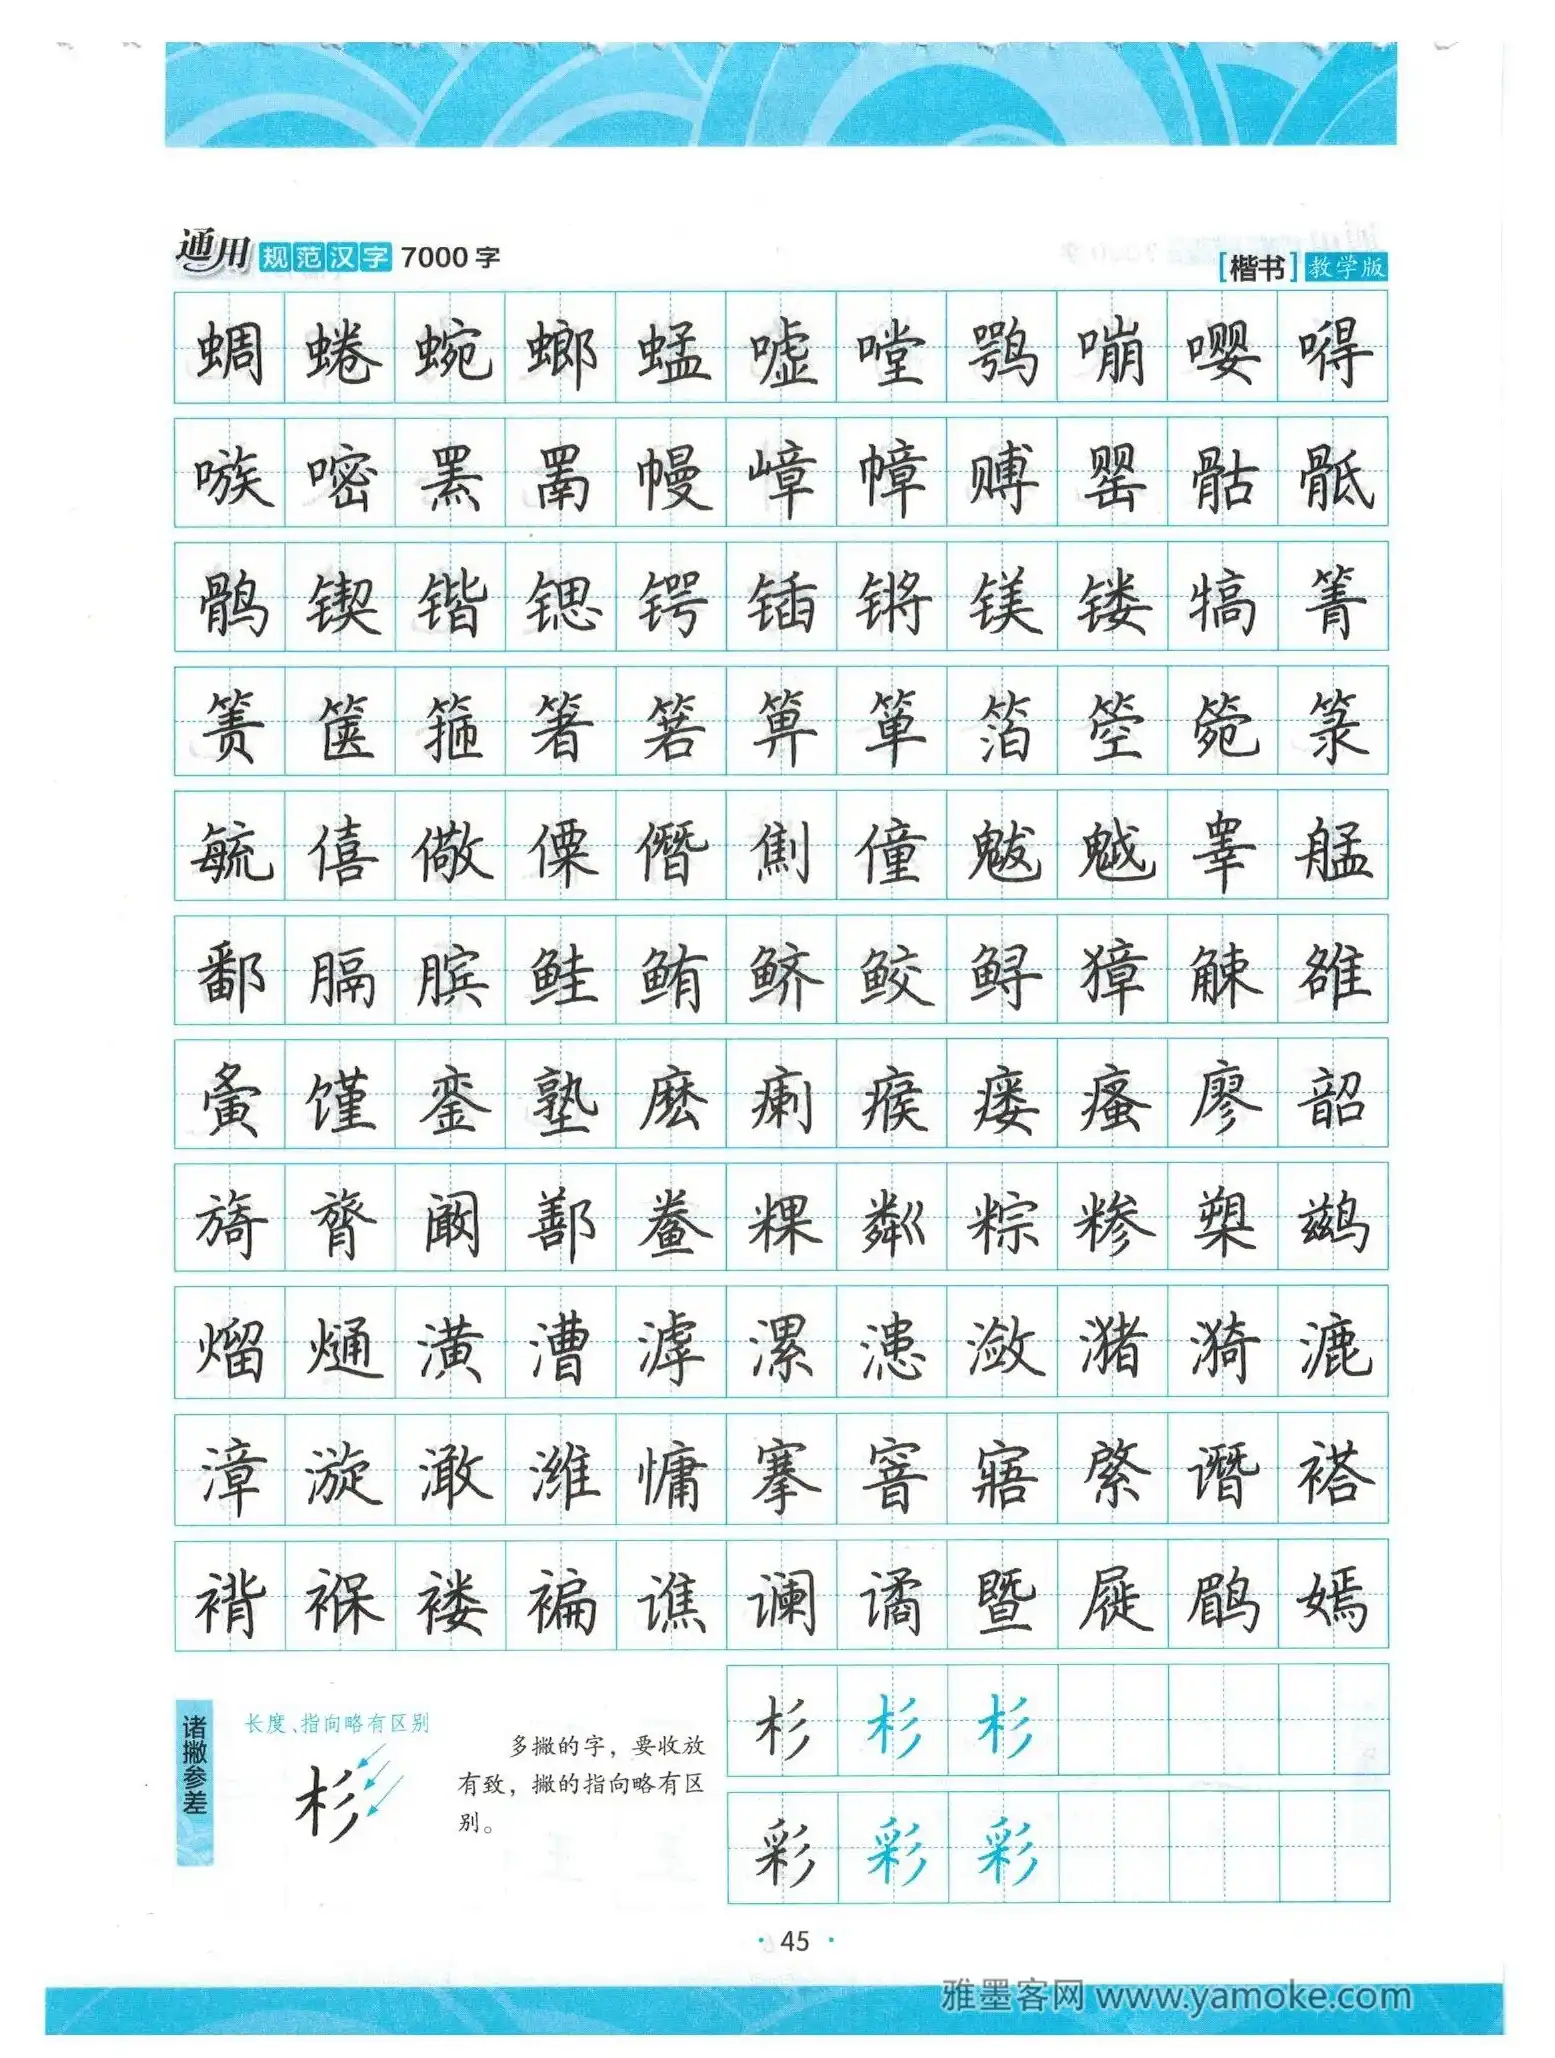 通用规范汉字7000字
[楷书]教学版
蜩蜷蜿螂蜢嘘嘡鹗嘣嘤嘚
嗾嘧罴罱幔嶂幛赙罂骷骶
鹘锲锴锶锷锸锵镁镂犒箐
箦箧箍箸箬箅箪箔箜箢箓
毓僖儆僳僭劁僮魃魆睾艋
鄱膈膑鲑鲔鲚鲛鲟獐觫雒
夤馑銮塾麽瘌瘊瘘瘙廖韶
旖膂阚鄯鲞粿粼粽糁槊鹚
熘熥潢漕滹漯漶潋潴漪漉
漳漩澉潍慵搴窨寤綮谮褡
褙褓褛褊谯谰谲暨屣鹛嫣
杉杉杉
诸撇参差
长度、指向略有区别
杉
多撇的字，要收放
有致，撇的指向略有区
别。
彩彩彩
·45·
雅墨客网 www.yamoke.com